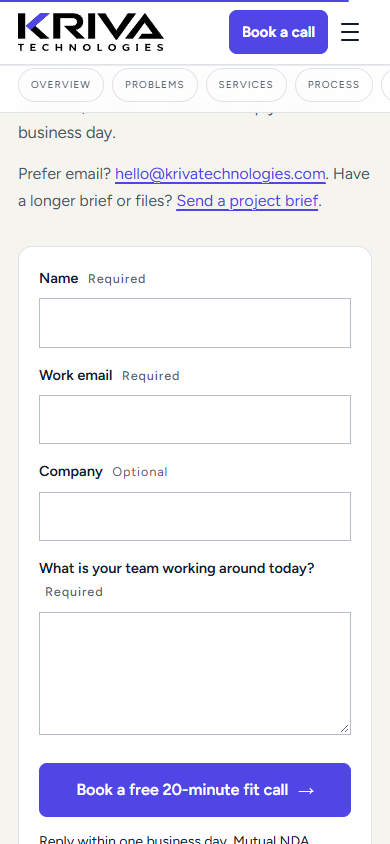 KRIVA
TECHNOLOGIES
Book a call
OVERVIEW
PROBLEMS
SERVICES
PROCESS
business day.
Prefer email? hello@krivatechnologies.com. Have
a longer brief or files? Send a project brief.
Name Required
Work email Required
Company Optional
What is your team working around today?
Required
Book a free 20-minute fit call →
Reply within one business day. Mutual NDA